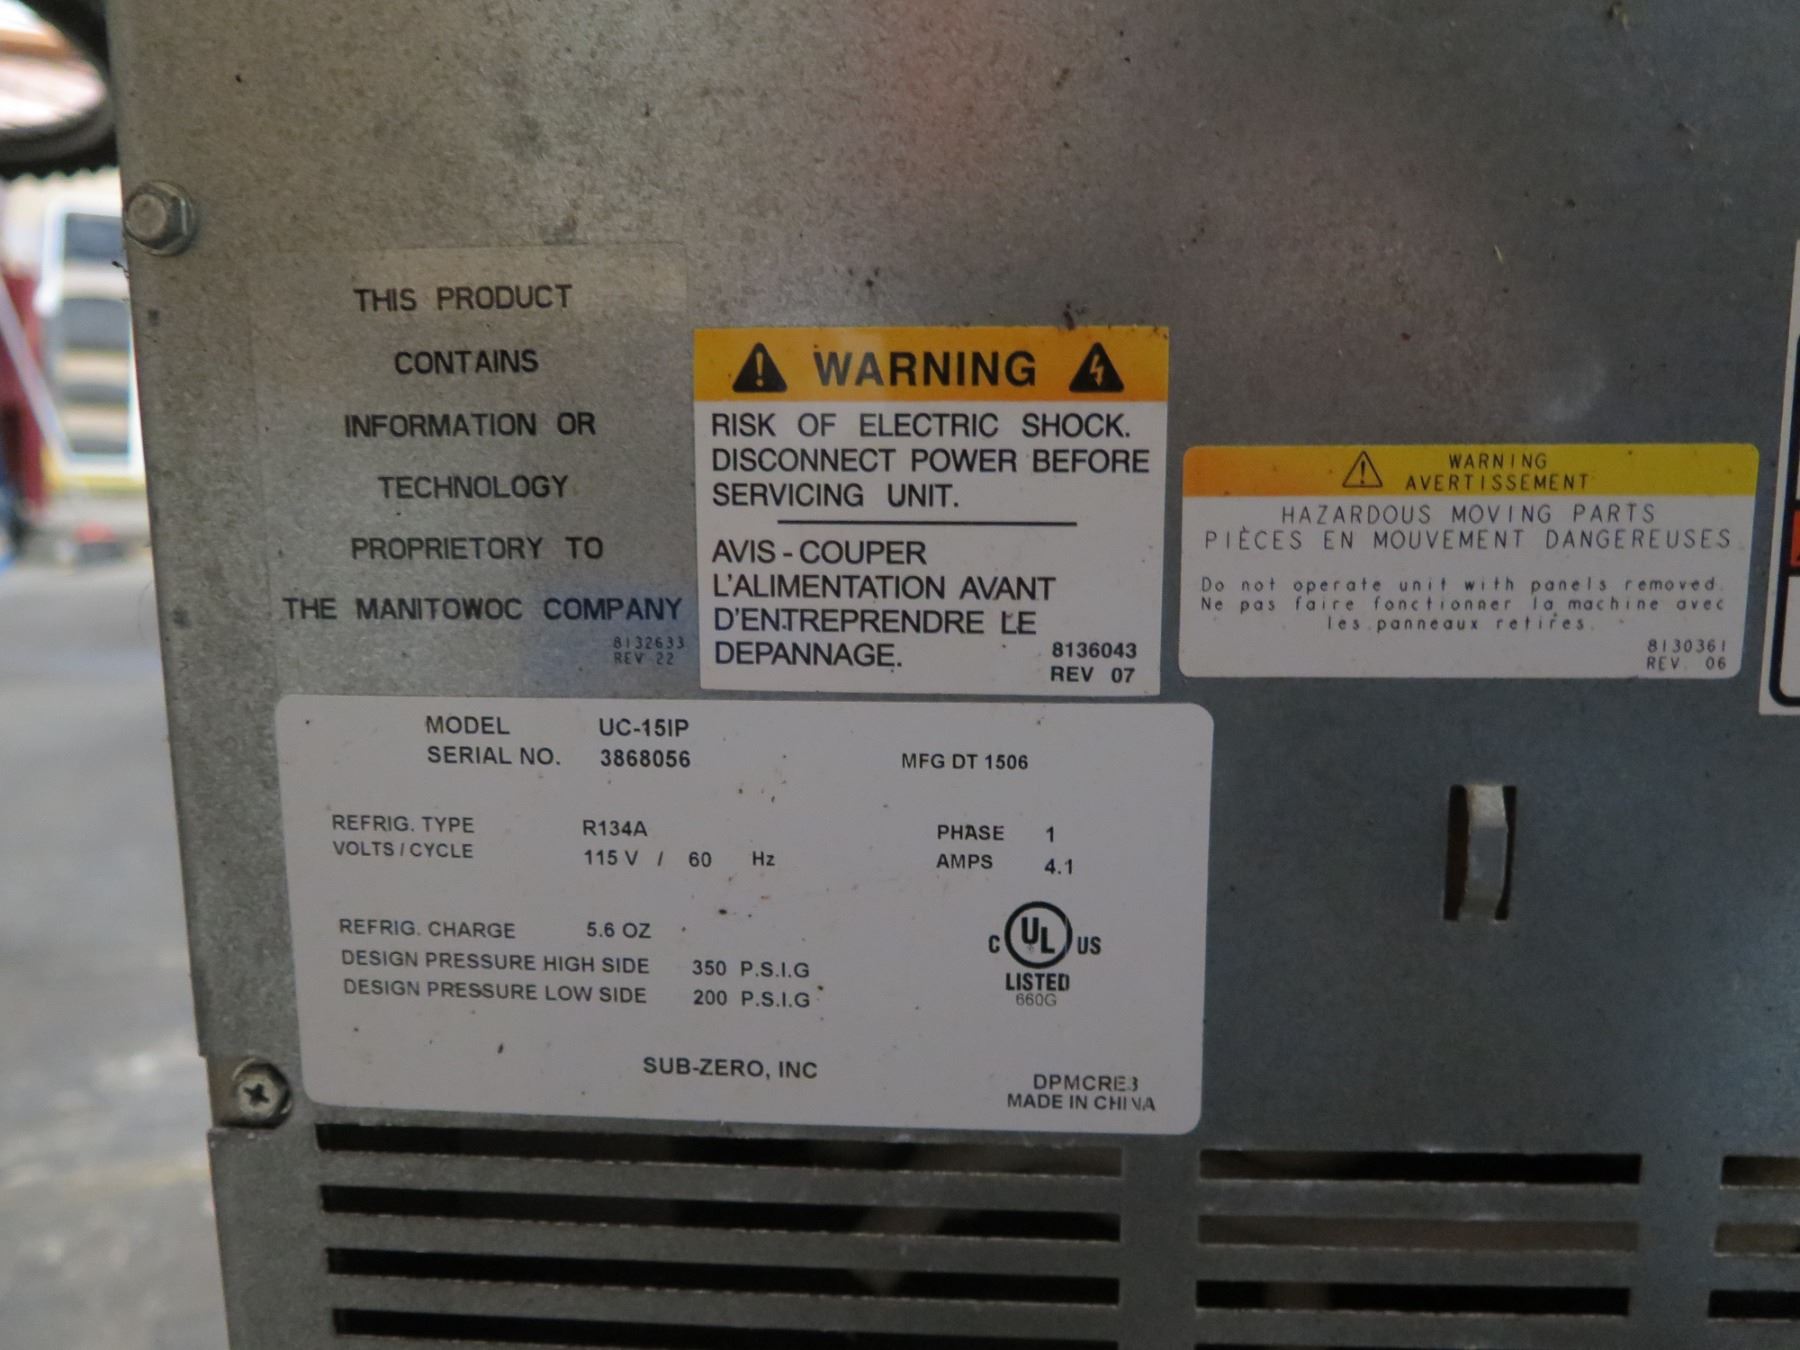 THIS PRODUCT
CONTAINS
INFORMATION OR
TECHNOLOGY
PROPRIETORY TO
THE MANITOWOC COMPANY
8132633
REV 22
WARNING
RISK OF ELECTRIC SHOCK.
DISCONNECT POWER BEFORE
SERVICING UNIT.
AVIS - COUPER
L'ALIMENTATION AVANT
D'ENTREPRENDRE LE
DEPANNAGE.
8136043
REV 07
WARNING
AVERTISSEMENT
HAZARDOUS MOVING PARTS
PIÈCES EN MOUVEMENT DANGEREUSES
Do not operate unit with panels removed.
Ne pas faire fonctionner la machine avec
les panneaux retires.
8130361
REV. 06
MODEL UC-15IP
SERIAL NO. 3868056 MFG DT 1506
REFRIG. TYPE R134A PHASE 1
VOLTS / CYCLE 115 V / 60 Hz AMPS 4.1
REFRIG. CHARGE 5.6 OZ
DESIGN PRESSURE HIGH SIDE 350 P.S.I.G
DESIGN PRESSURE LOW SIDE 200 P.S.I.G
C UL US
LISTED
660G
SUB-ZERO, INC
DPMCRE3
MADE IN CHINA